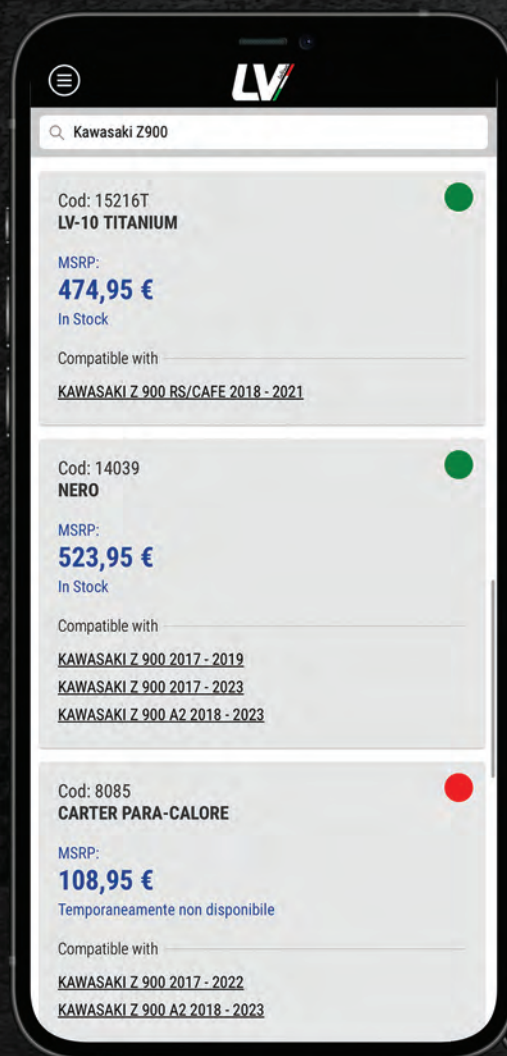 LV
Kawasaki Z900
Cod: 15216T
LV-10 TITANIUM
MSRP:
474,95 €
In Stock
Compatible with
KAWASAKI Z 900 RS/CAFE 2018 - 2021
Cod: 14039
NERO
MSRP:
523,95 €
In Stock
Compatible with
KAWASAKI Z 900 2017 - 2019
KAWASAKI Z 900 2017 - 2023
KAWASAKI Z 900 A2 2018 - 2023
Cod: 8085
CARTER PARA-CALORE
MSRP:
108,95 €
Temporaneamente non disponibile
Compatible with
KAWASAKI Z 900 2017 - 2022
KAWASAKI Z 900 A2 2018 - 2023